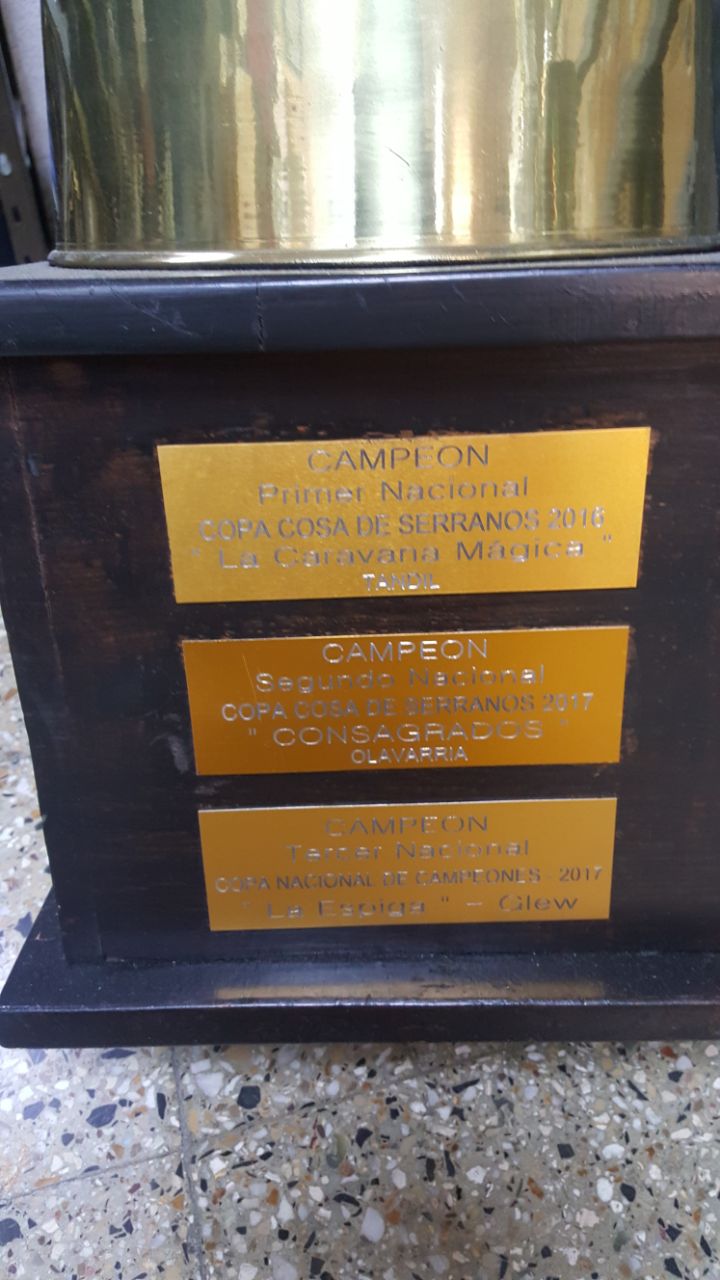 CAMPEON
Primer Nacional
COPA COSA DE SERRANOS 2016
" La Caravana Mágica "
TANDIL
CAMPEON
Segundo Nacional
COPA COSA DE SERRANOS 2017
" CONSAGRADOS "
OLAVARRIA
CAMPEON
Tercer Nacional
COPA NACIONAL DE CAMPEONES - 2017
" La Espiga " - Glew